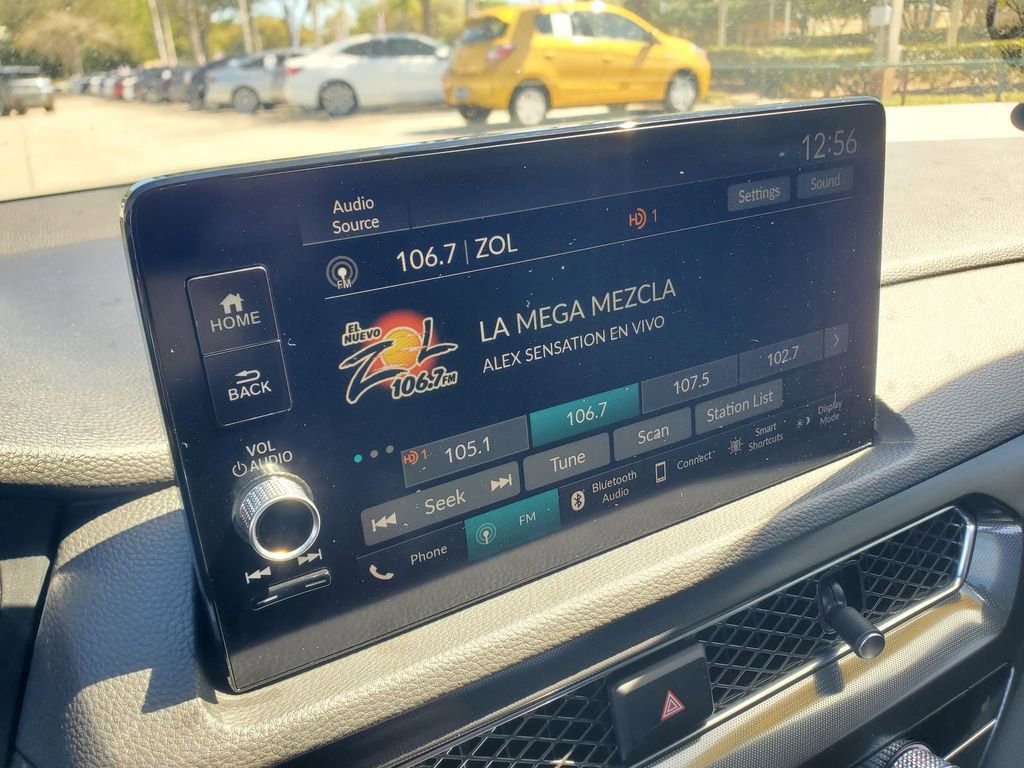 12:56
Audio
Source
Settings
Sound
106.7 | ZOL
HD 1
FM
HOME
LA MEGA MEZCLA
EL
NUEVO
ZOL
106.7FM
ALEX SENSATION EN VIVO
BACK
HD 1 105.1
106.7
107.5
102.7
VOL
AUDIO
Seek
Tune
Scan
Station List
Phone
FM
Bluetooth
Audio
Connect
Smart
Shortcuts
Display
Mode